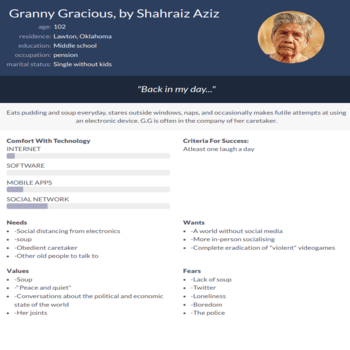 Granny Gracious, by Shahraiz Aziz
age: 102
residence: Lawton, Oklahoma
education: Middle school
occupation: pension
marital status: Single without kids
"Back in my day..."
Eats pudding and soup everyday, stares outside windows, naps, and occasionally makes futile attempts at using
an electronic device. G.G is often in the company of her caretaker.
Comfort With Technology
INTERNET
SOFTWARE
MOBILE APPS
SOCIAL NETWORK
Criteria For Success:
Atleast one laugh a day
Needs
-Social distancing from electronics
-soup
-Obedient caretaker
-Other old people to talk to
Wants
-A world without social media
-More in-person socialising
-Complete eradication of "violent" videogames
Values
-Soup
-"Peace and quiet"
-Conversations about the political and economic
state of the world
-Her joints
Fears
-Lack of soup
-Twitter
-Loneliness
-Boredom
-The police